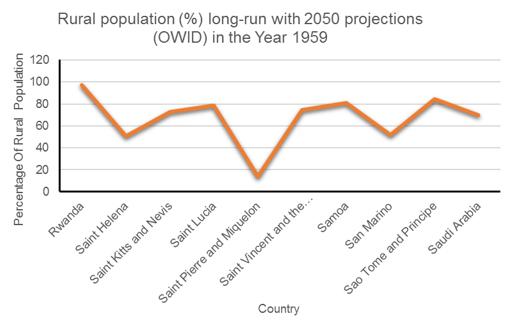 Rural population (%) long-run with 2050 projections
(OWID) in the Year 1959
Percentage Of Rural Population
120
100
80
60
40
20
0
Rwanda
Saint Helena
Saint Kitts and Nevis
Saint Lucia
Saint Pierre and Miquelon
Saint Vincent and the…
Samoa
San Marino
Sao Tome and Principe
Saudi Arabia
Country